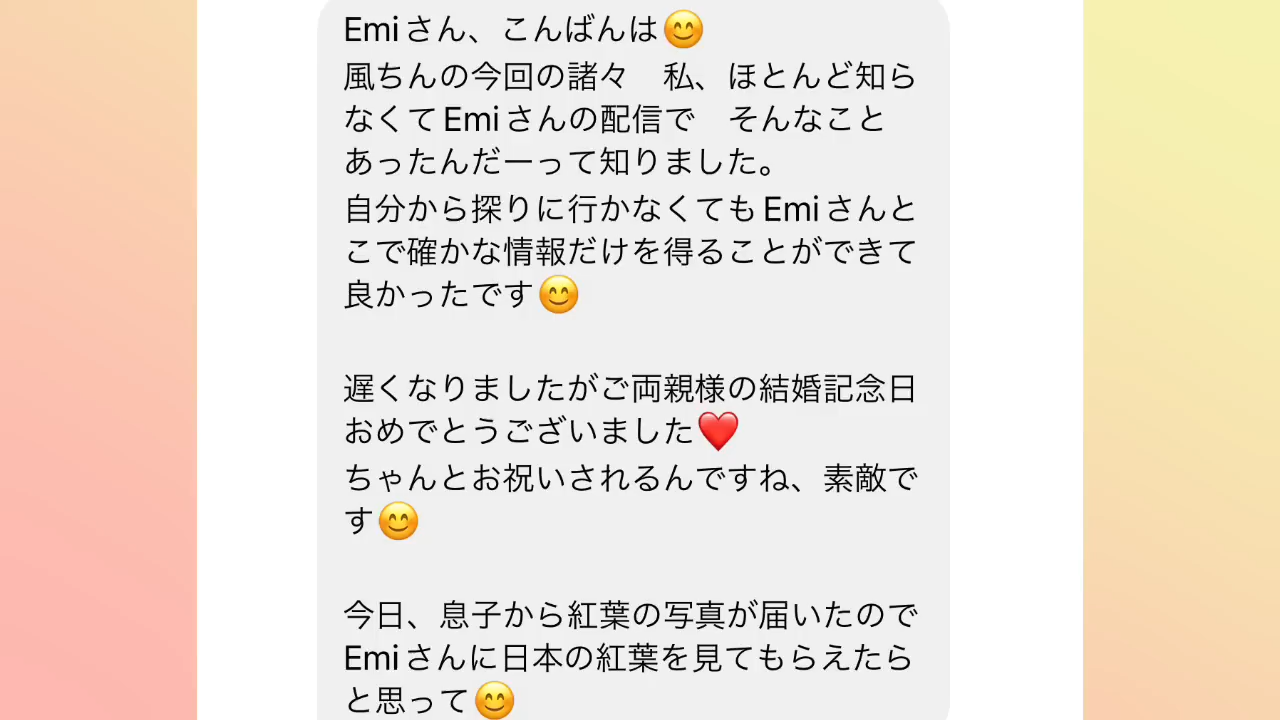 Emiさん、こんばんは😊
風ちんの今回の諸々　私、ほとんど知ら
なくてEmiさんの配信で　そんなこと
あったんだーって知りました。
自分から探りに行かなくてもEmiさんと
こで確かな情報だけを得ることができて
良かったです😊
遅くなりましたがご両親様の結婚記念日
おめでとうございました❤️
ちゃんとお祝いされるんですね、素敵で
す😊
今日、息子から紅葉の写真が届いたので
Emiさんに日本の紅葉を見てもらえたら
と思って😊